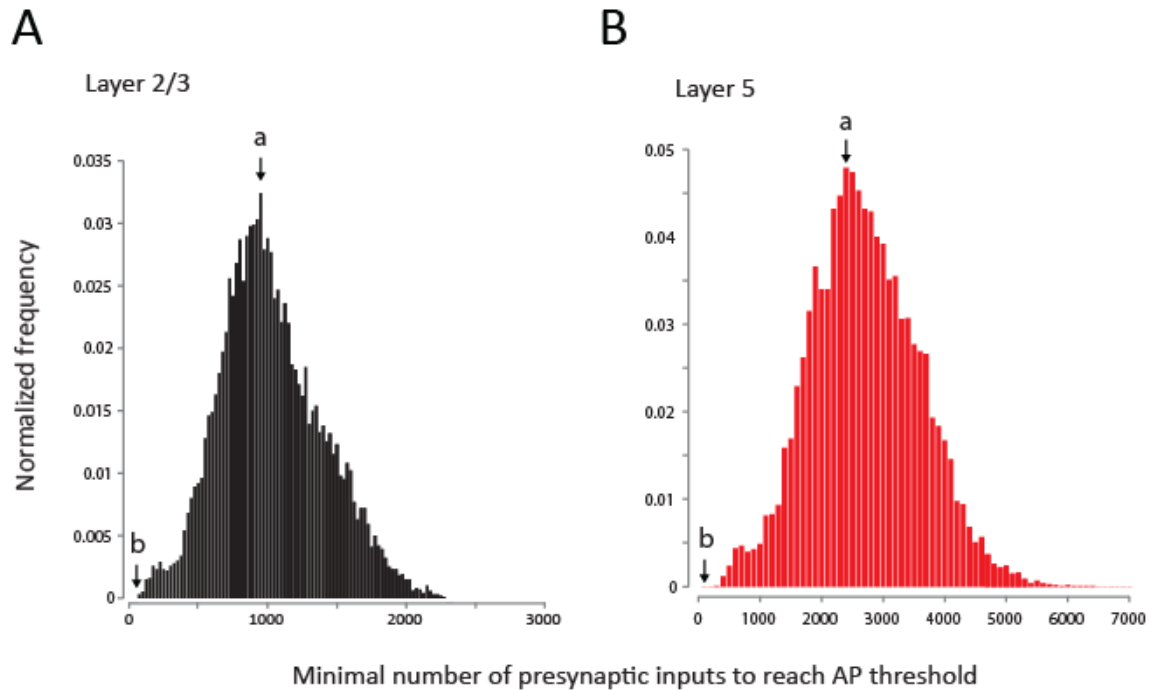 A
B
Layer 2/3
Layer 5
a
a
0.035
0.03
0.025
0.02
0.015
0.01
0.005
0
b
0.05
0.04
0.03
0.02
0.01
0
b
Normalized frequency
0 1000 2000 3000
0 1000 2000 3000 4000 5000 6000 7000
Minimal number of presynaptic inputs to reach AP threshold